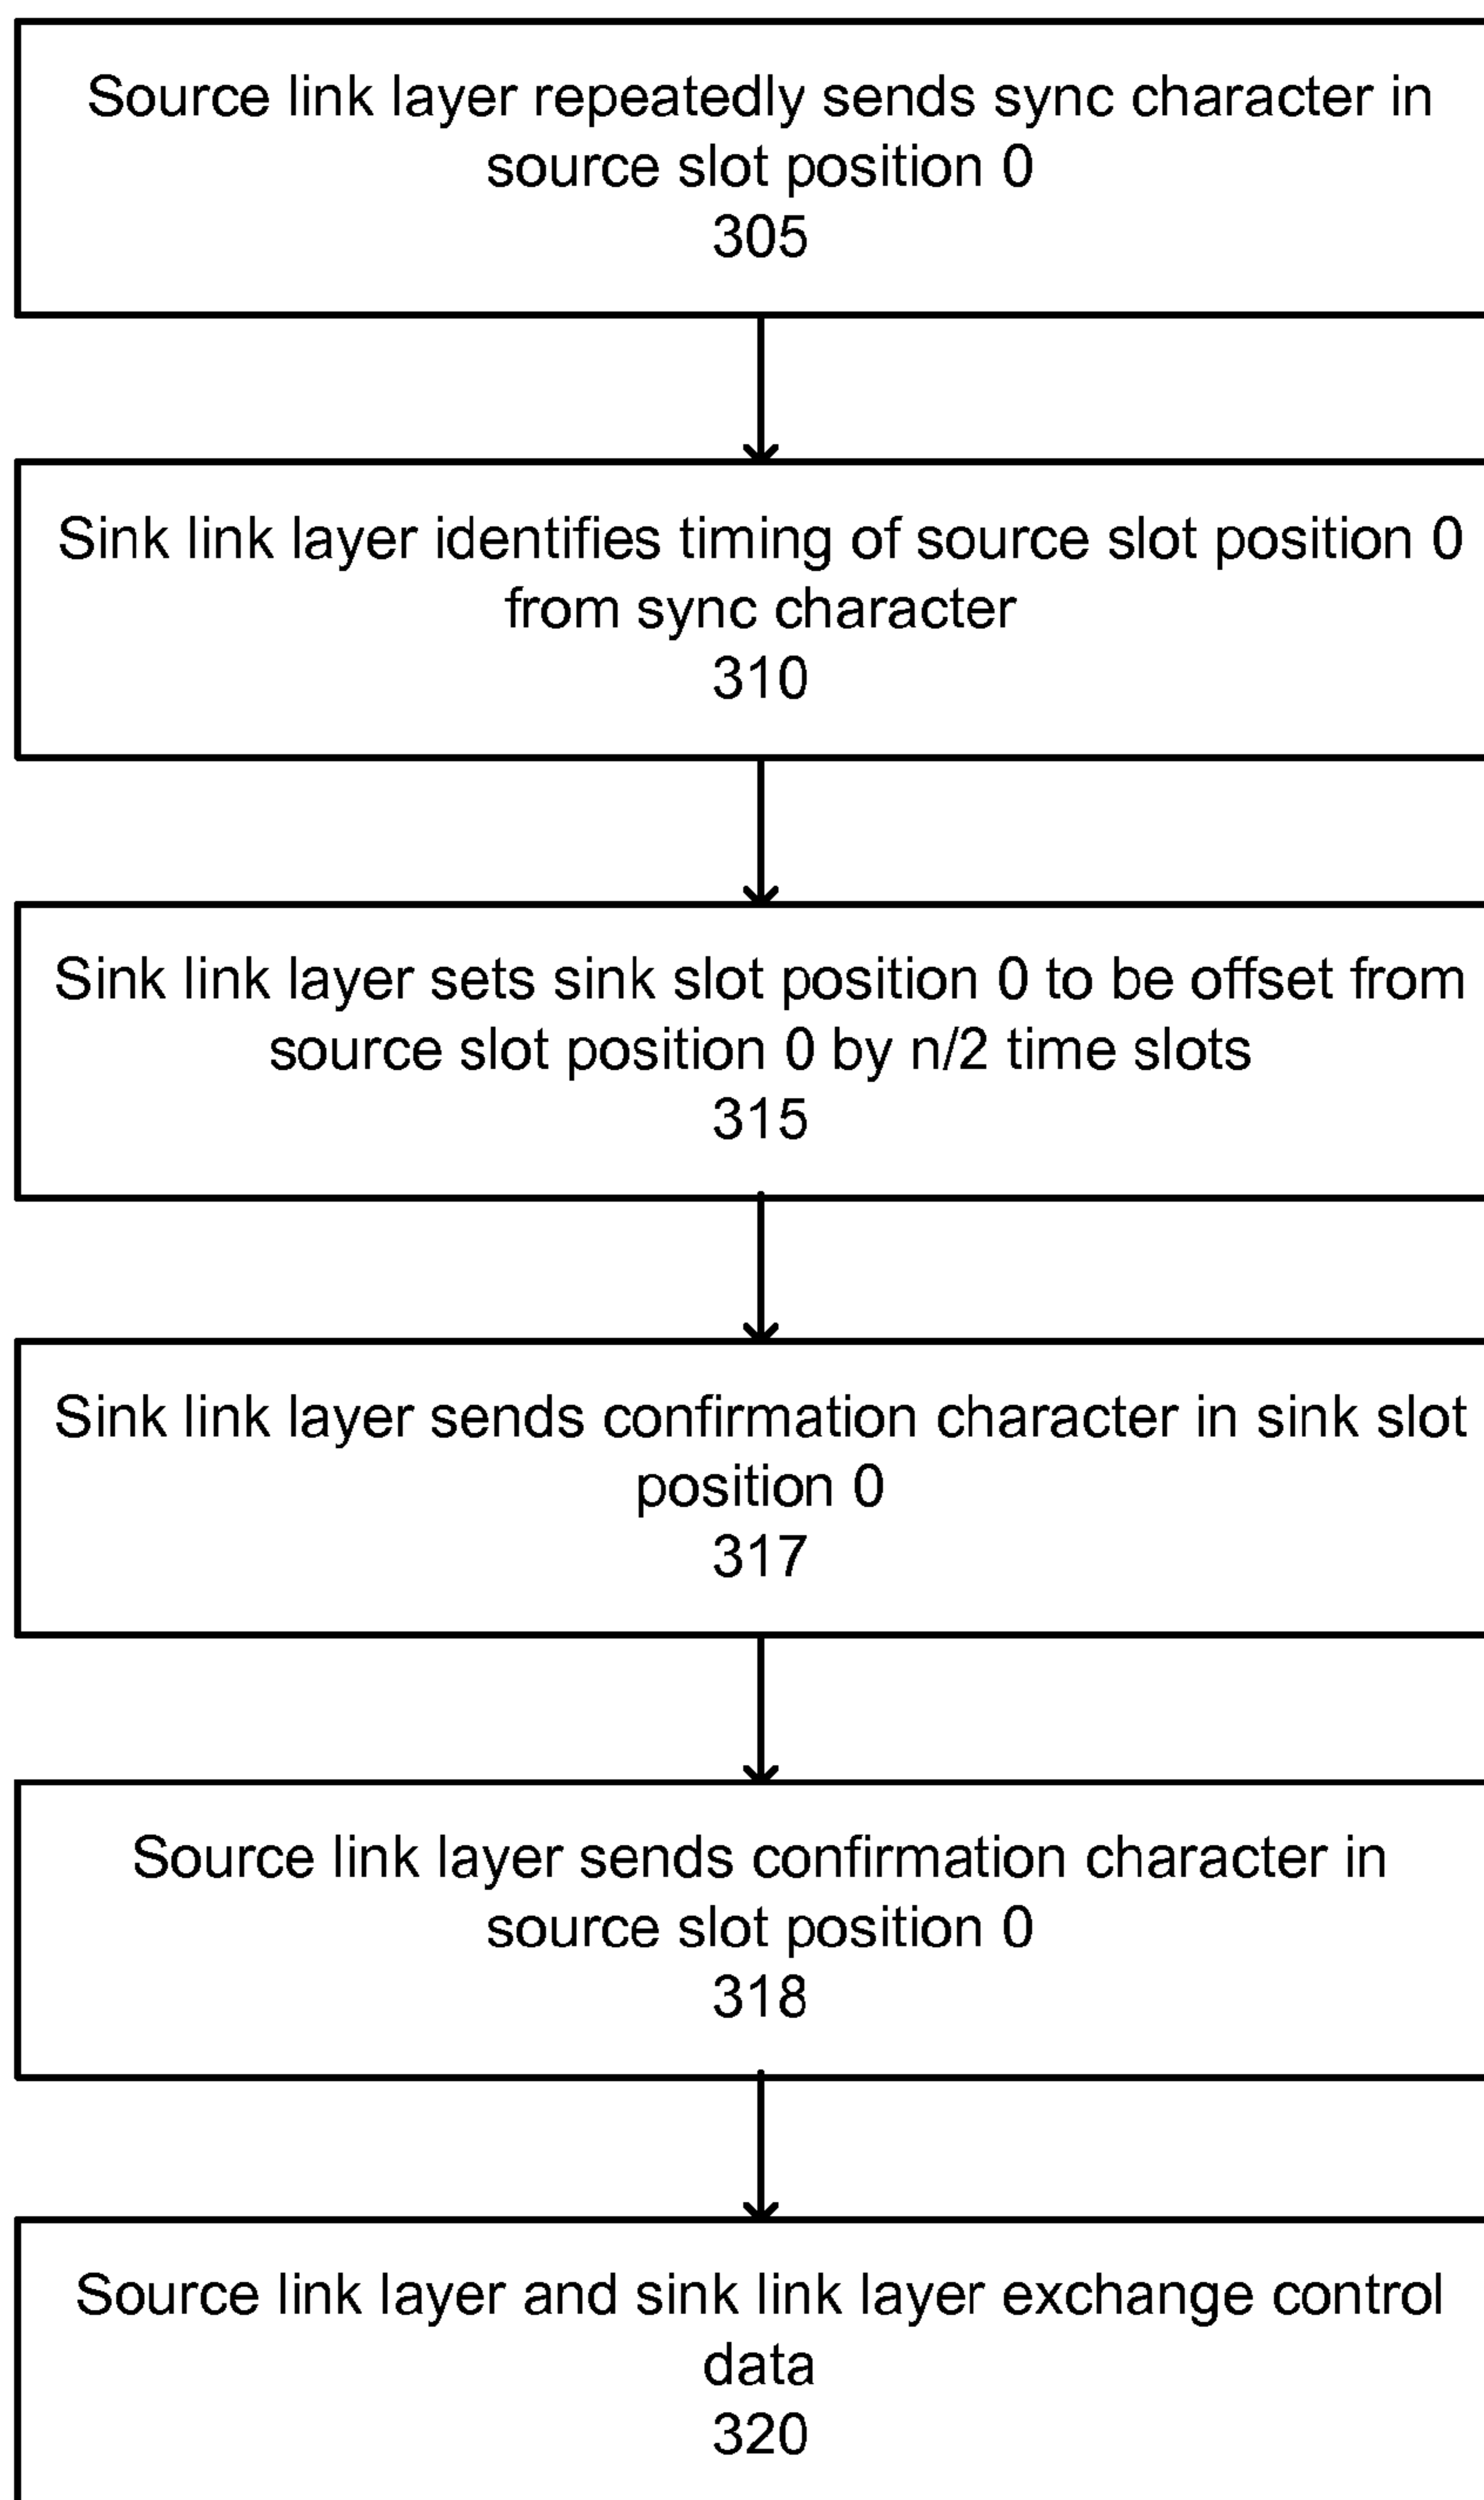 Source link layer repeatedly sends sync character in
source slot position 0
305
Sink link layer identifies timing of source slot position 0
from sync character
310
Sink link layer sets sink slot position 0 to be offset from
source slot position 0 by n/2 time slots
315
Sink link layer sends confirmation character in sink slot
position 0
317
Source link layer sends confirmation character in
source slot position 0
318
Source link layer and sink link layer exchange control
data
320